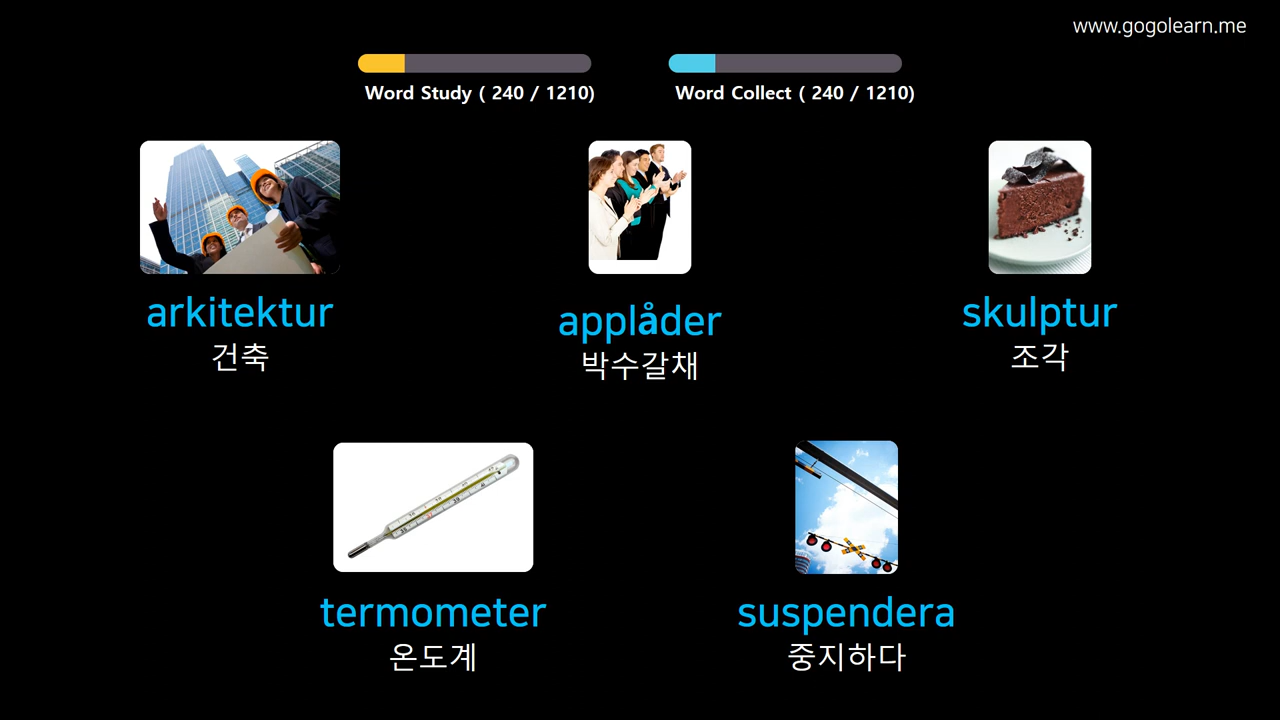 www.gogolearn.me
Word Study ( 240 / 1210)
Word Collect ( 240 / 1210)
arkitektur
건축
applåder
박수갈채
skulptur
조각
termometer
온도계
suspendera
중지하다